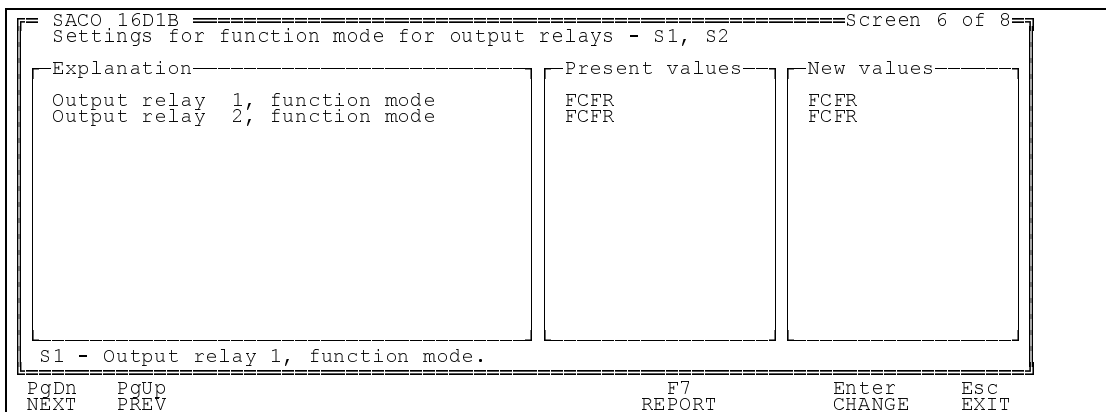 SACO 16D1B Screen 6 of 8
Settings for function mode for output relays - S1, S2
Explanation Present values New values
Output relay 1, function mode FCFR FCFR
Output relay 2, function mode FCFR FCFR
S1 - Output relay 1, function mode.
PgDn PgUp F7 Enter Esc
NEXT PREV REPORT CHANGE EXIT